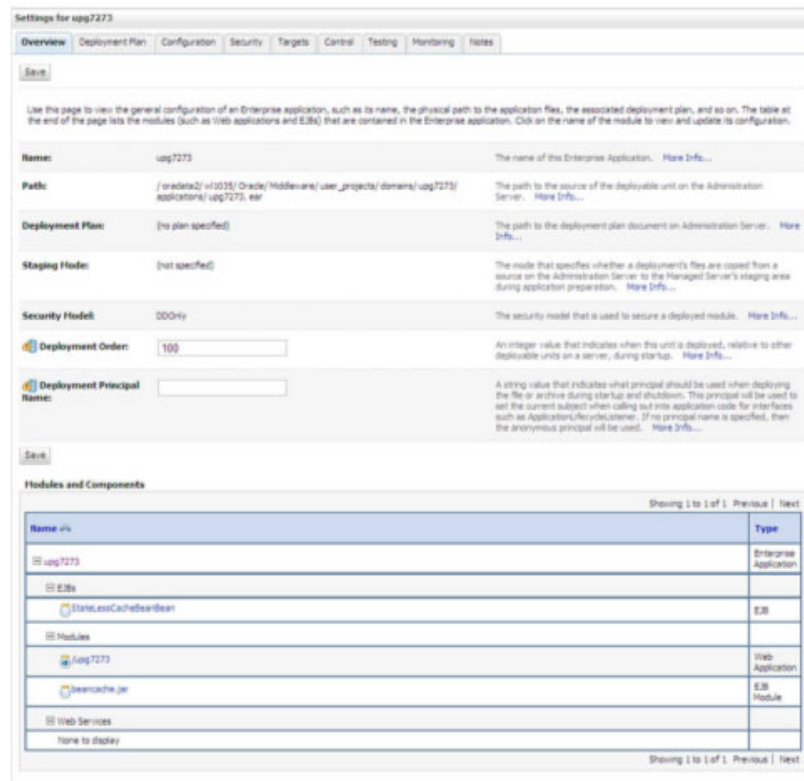 Settings for upg7273
Overview Deployment Plan Configuration Security Targets Control Testing Monitoring Notes
Save
Use this page to view the general configuration of an Enterprise application, such as its name, the physical path to the application files, the associated deployment plan, and so on. The table at
the end of the page lists the modules (such as Web applications and EJBs) that are contained in the Enterprise application. Click on the name of the module to view and update its configuration.
Name: upg7273 The name of this Enterprise Application. More Info...
Path: /oradata2/wl1035/Oracle/Middleware/user_projects/domains/upg7273/
applications/upg7273.ear
The path to the source of the deployable unit on the Administration
Server. More Info...
Deployment Plan: (no plan specified) The path to the deployment plan document on Administration Server. More
Info...
Staging Mode: (not specified) The mode that specifies whether a deployment's files are copied from a
source on the Administration Server to the Managed Server's staging area
during application preparation. More Info...
Security Model: DDOnly The security model that is used to secure a deployed module. More Info...
Deployment Order: 100 An integer value that indicates when this unit is deployed, relative to other
deployable units on a server, during startup. More Info...
Deployment Principal
Name:
A string value that indicates what principal should be used when deploying
the file or archive during startup and shutdown. This principal will be used to
set the current subject when calling out into application code for interfaces
such as ApplicationLifecycleListener. If no principal name is specified, then
the anonymous principal will be used. More Info...
Save
Modules and Components
Showing 1 to 1 of 1 Previous | Next
Name Type
upg7273 Enterprise
Application
EJBs
StateLessCacheBeanBean EJB
Modules
/upg7273 Web
Application
beancache.jar EJB
Module
Web Services
None to display
Showing 1 to 1 of 1 Previous | Next